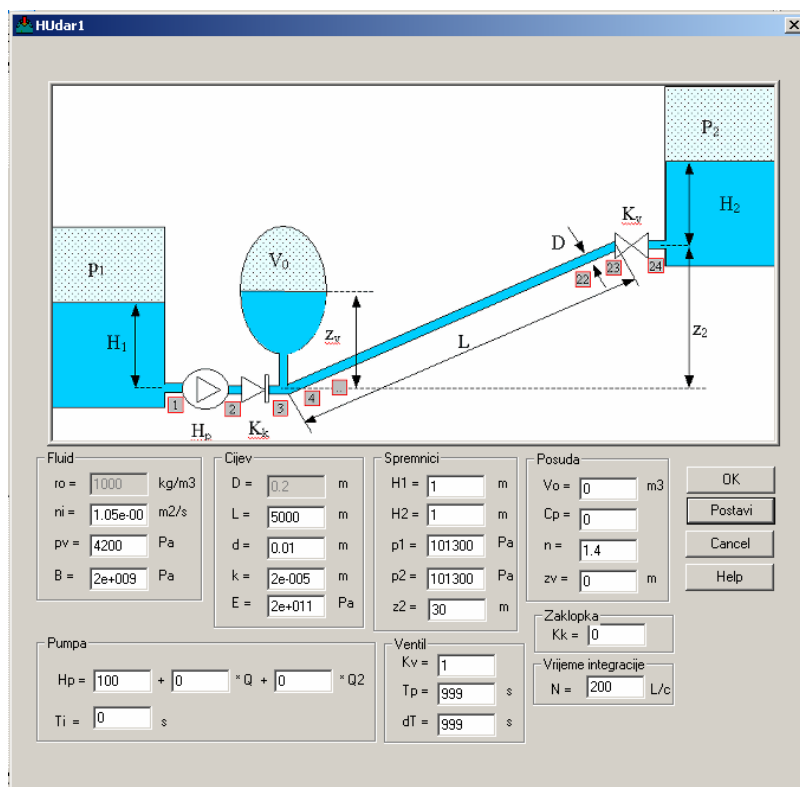 HUdar1
P2
H2
Kv
D
V0
P1
H1
zv
L
z2
22
23
24
1
2
3
4
..
Hp
Kk
Fluid
ro = 1000 kg/m3
ni = 1.05e-00 m2/s
pv = 4200 Pa
B = 2e+009 Pa
Cijev
D = 0.2 m
L = 5000 m
d = 0.01 m
k = 2e-005 m
E = 2e+011 Pa
Spremnici
H1 = 1 m
H2 = 1 m
p1 = 101300 Pa
p2 = 101300 Pa
z2 = 30 m
Posuda
Vo = 0 m3
Cp = 0
n = 1.4
zv = 0 m
OK
Postavi
Cancel
Help
Zaklopka
Kk = 0
Pumpa
Hp = 100 + 0 * Q + 0 * Q2
Ti = 0 s
Ventil
Kv = 1
Tp = 999 s
dT = 999 s
Vrijeme integracije
N = 200 L/c